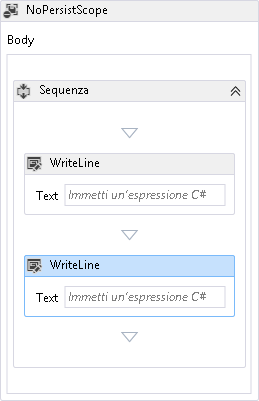 NoPersistScope
Body
Sequenza
WriteLine
Text Immetti un'espressione C#
WriteLine
Text Immetti un'espressione C#